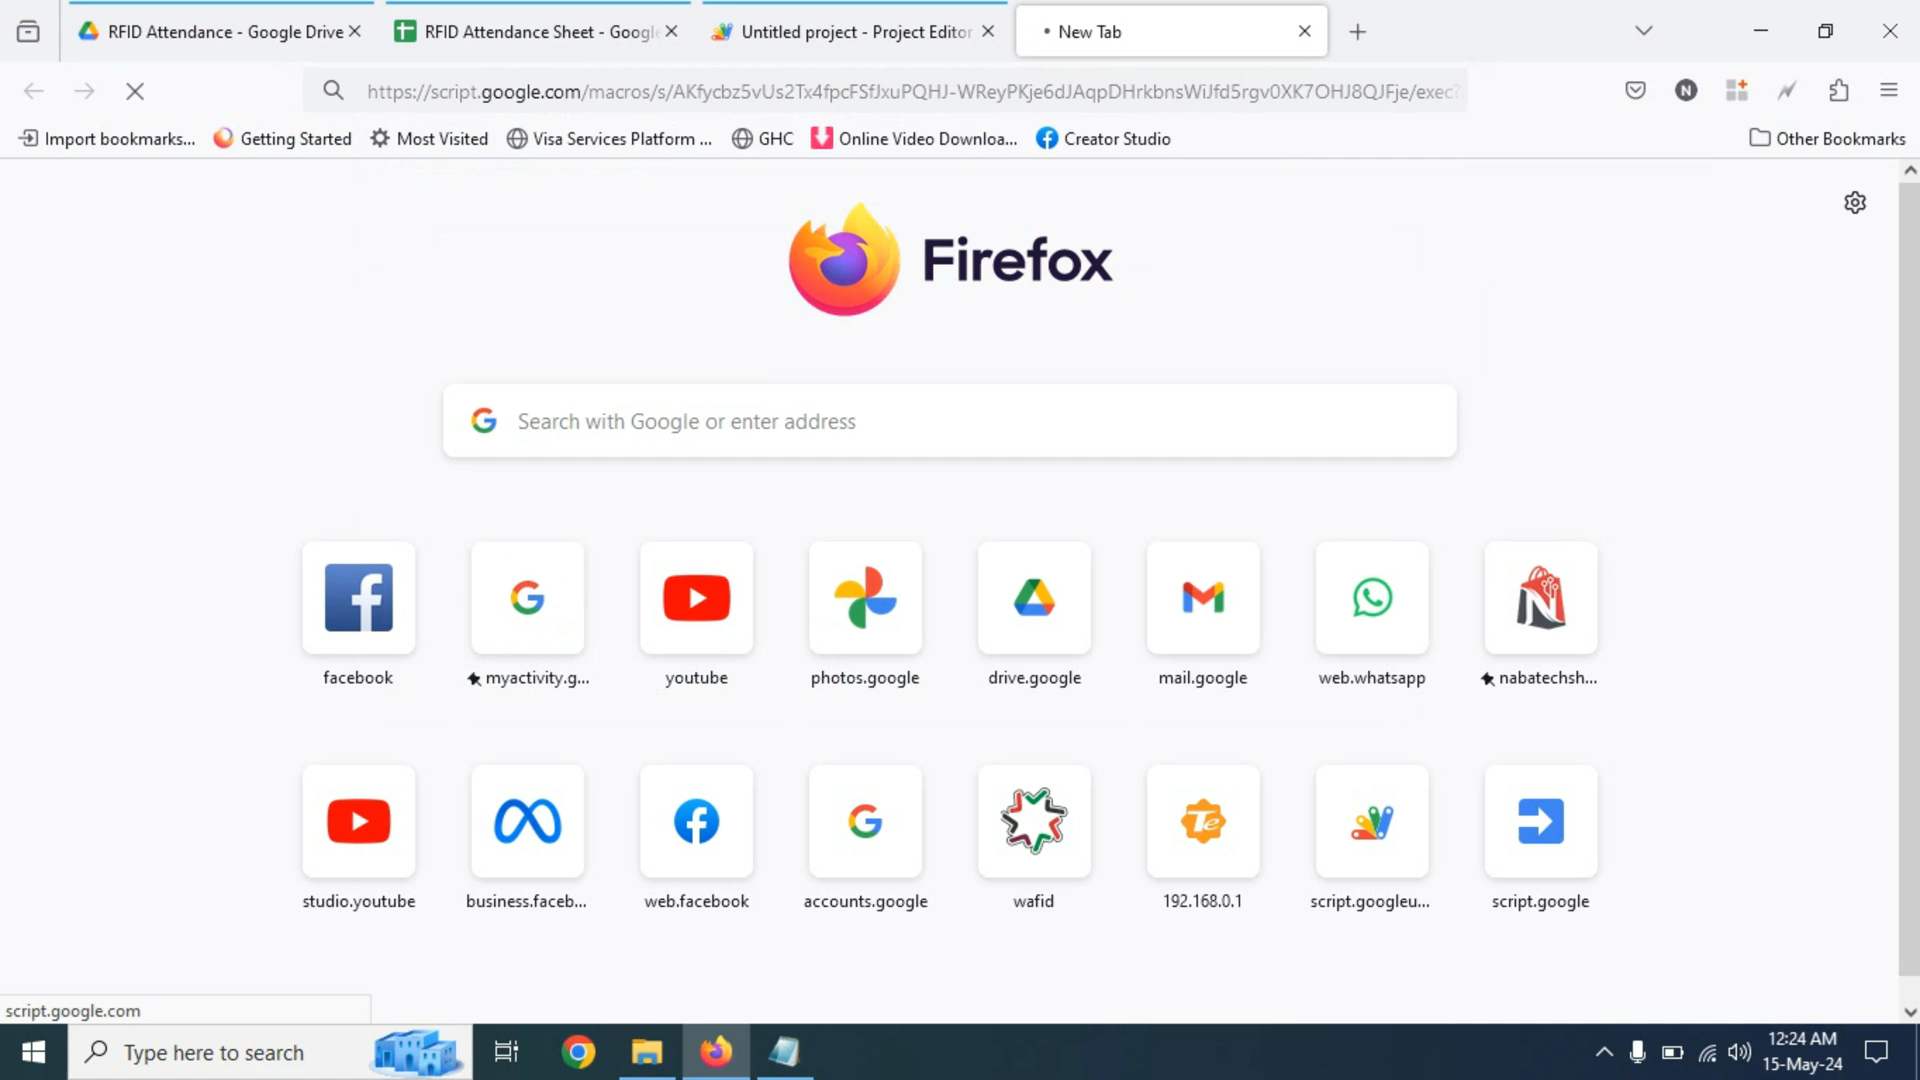 RFID Attendance - Google Drive
RFID Attendance Sheet - Google
Untitled project - Project Editor
• New Tab
https://script.google.com/macros/s/AKfycbz5vUs2Tx4fpcFSfJxuPQHJ-WReyPKje6dJAqpDHrkbnsWiJfd5rgv0XK7OHJ8QJFje/exec?
Import bookmarks...
Getting Started
Most Visited
Visa Services Platform ...
GHC
Online Video Downloa...
Creator Studio
Other Bookmarks
Firefox
Search with Google or enter address
facebook
myactivity.g...
youtube
photos.google
drive.google
mail.google
web.whatsapp
nabatechsh...
studio.youtube
business.faceb...
web.facebook
accounts.google
wafid
192.168.0.1
script.googleu...
script.google
script.google.com
Type here to search
12:24 AM
15-May-24